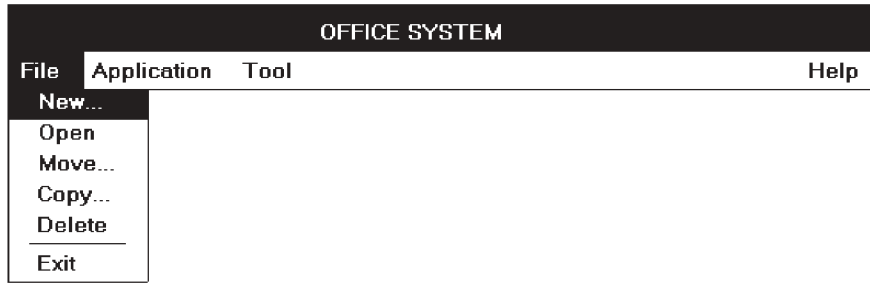 OFFICE SYSTEM
File Application Tool Help
New...
Open
Move...
Copy...
Delete
Exit